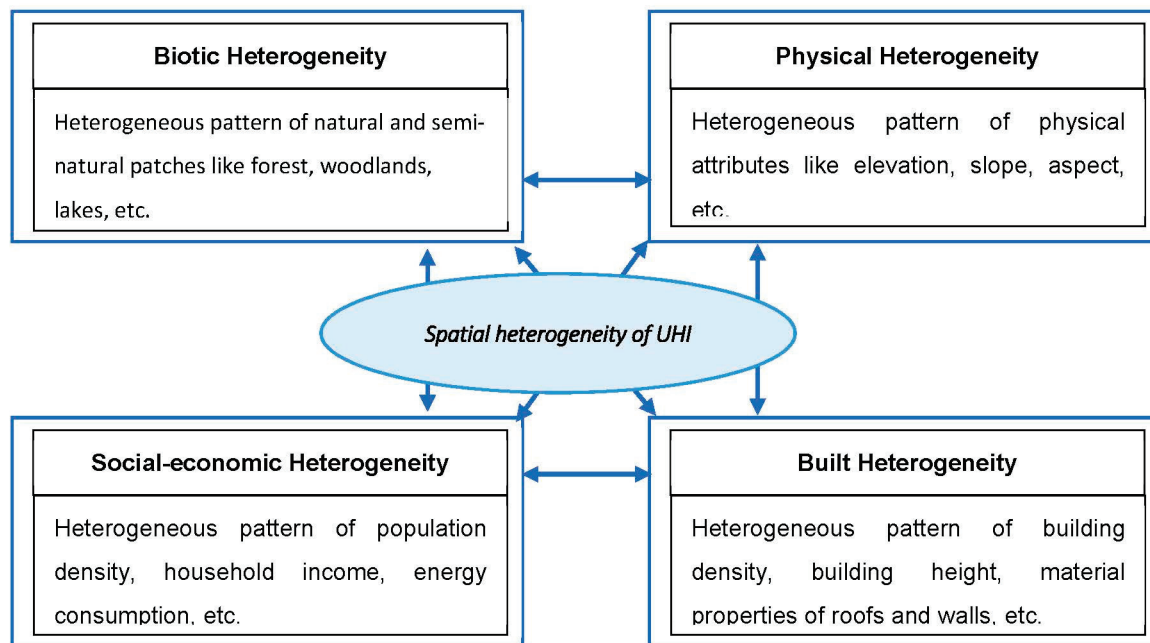 Biotic Heterogeneity
Heterogeneous pattern of natural and semi-
natural patches like forest, woodlands,
lakes, etc.
Physical Heterogeneity
Heterogeneous pattern of physical
attributes like elevation, slope, aspect,
etc.
Spatial heterogeneity of UHI
Social-economic Heterogeneity
Heterogeneous pattern of population
density, household income, energy
consumption, etc.
Built Heterogeneity
Heterogeneous pattern of building
density, building height, material
properties of roofs and walls, etc.